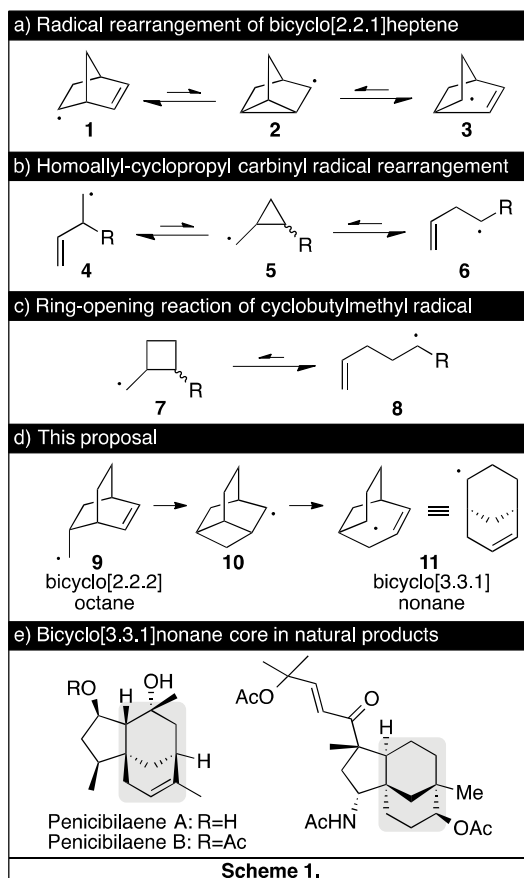 a) Radical rearrangement of bicyclo[2.2.1]heptene
1 2 3
b) Homoallyl-cyclopropyl carbinyl radical rearrangement
R R R
4 5 6
c) Ring-opening reaction of cyclobutylmethyl radical
R R
7 8
d) This proposal
9 10 11
bicyclo[2.2.2] bicyclo[3.3.1]
octane nonane
e) Bicyclo[3.3.1]nonane core in natural products
RO H OH AcO O
H H
Me
AcHN OAc
Penicibilaene A: R=H
Penicibilaene B: R=Ac
Scheme 1.